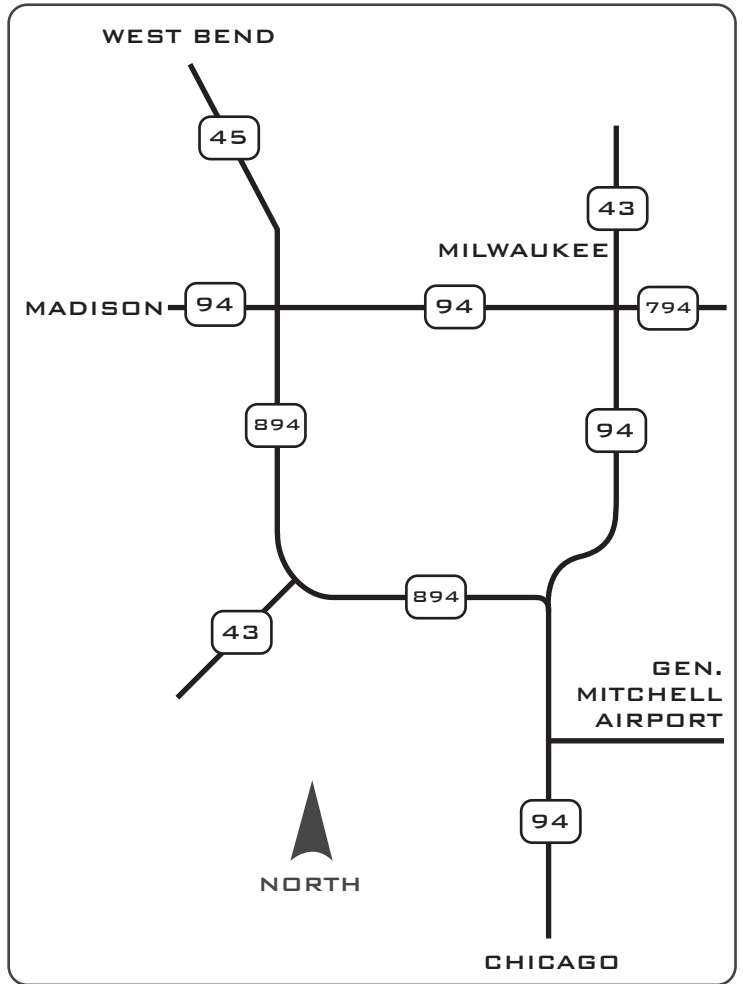 WEST BEND
45
43
MILWAUKEE
MADISON
94
94
794
894
94
894
43
GEN.
MITCHELL
AIRPORT
94
NORTH
CHICAGO